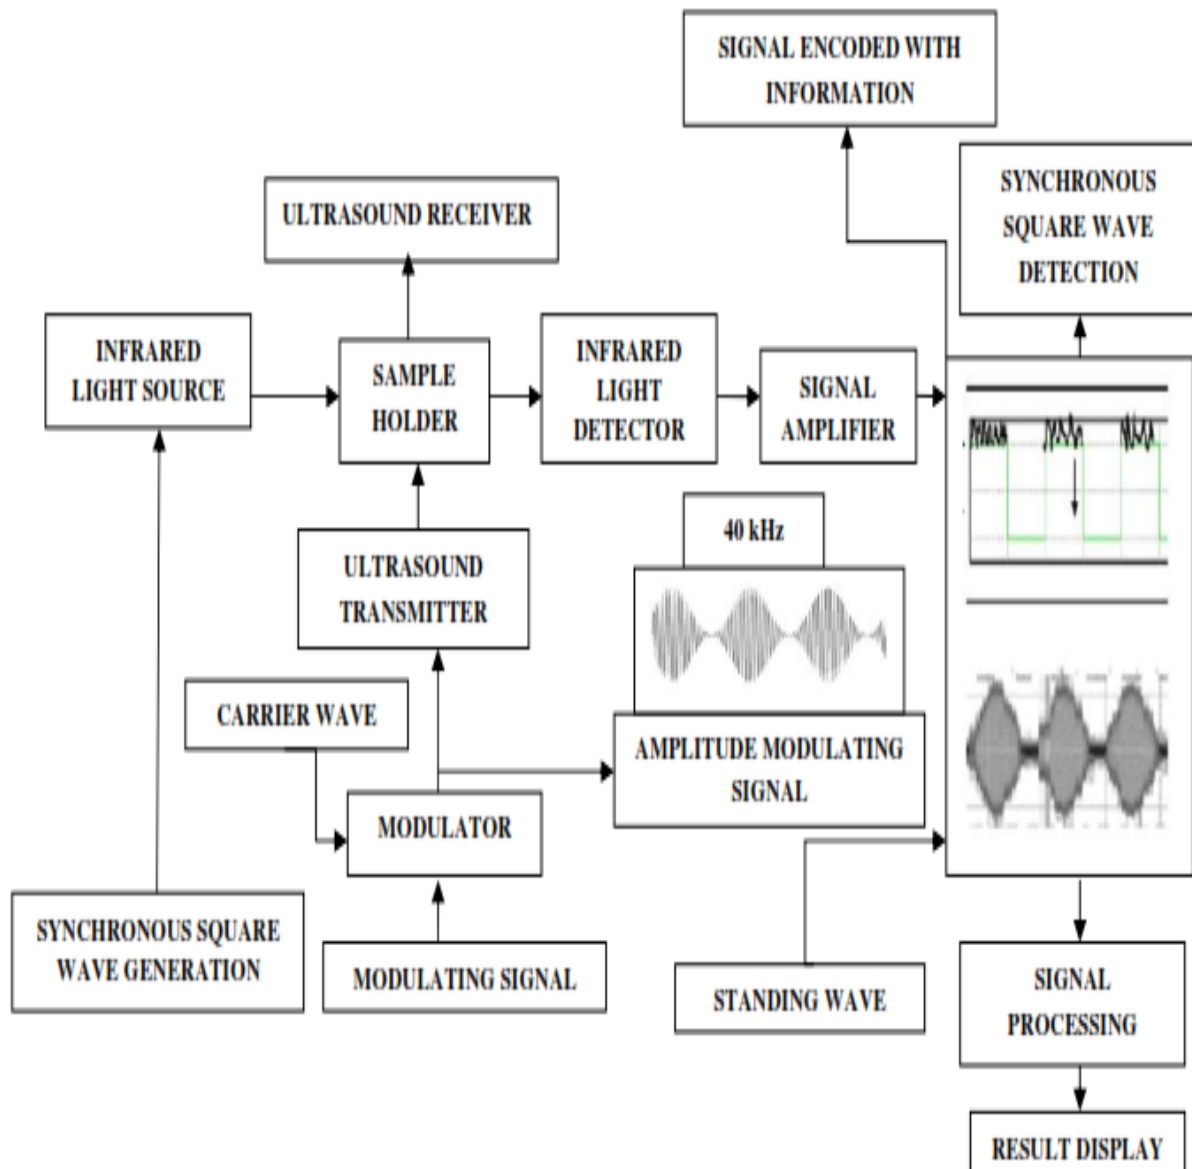 SIGNAL ENCODED WITH
INFORMATION
SYNCHRONOUS
SQUARE WAVE
DETECTION
ULTRASOUND RECEIVER
INFRARED
LIGHT SOURCE
SAMPLE
HOLDER
INFRARED
LIGHT
DETECTOR
SIGNAL
AMPLIFIER
40 kHz
ULTRASOUND
TRANSMITTER
CARRIER WAVE
AMPLITUDE MODULATING
SIGNAL
MODULATOR
SYNCHRONOUS SQUARE
WAVE GENERATION
MODULATING SIGNAL
STANDING WAVE
SIGNAL
PROCESSING
RESULT DISPLAY